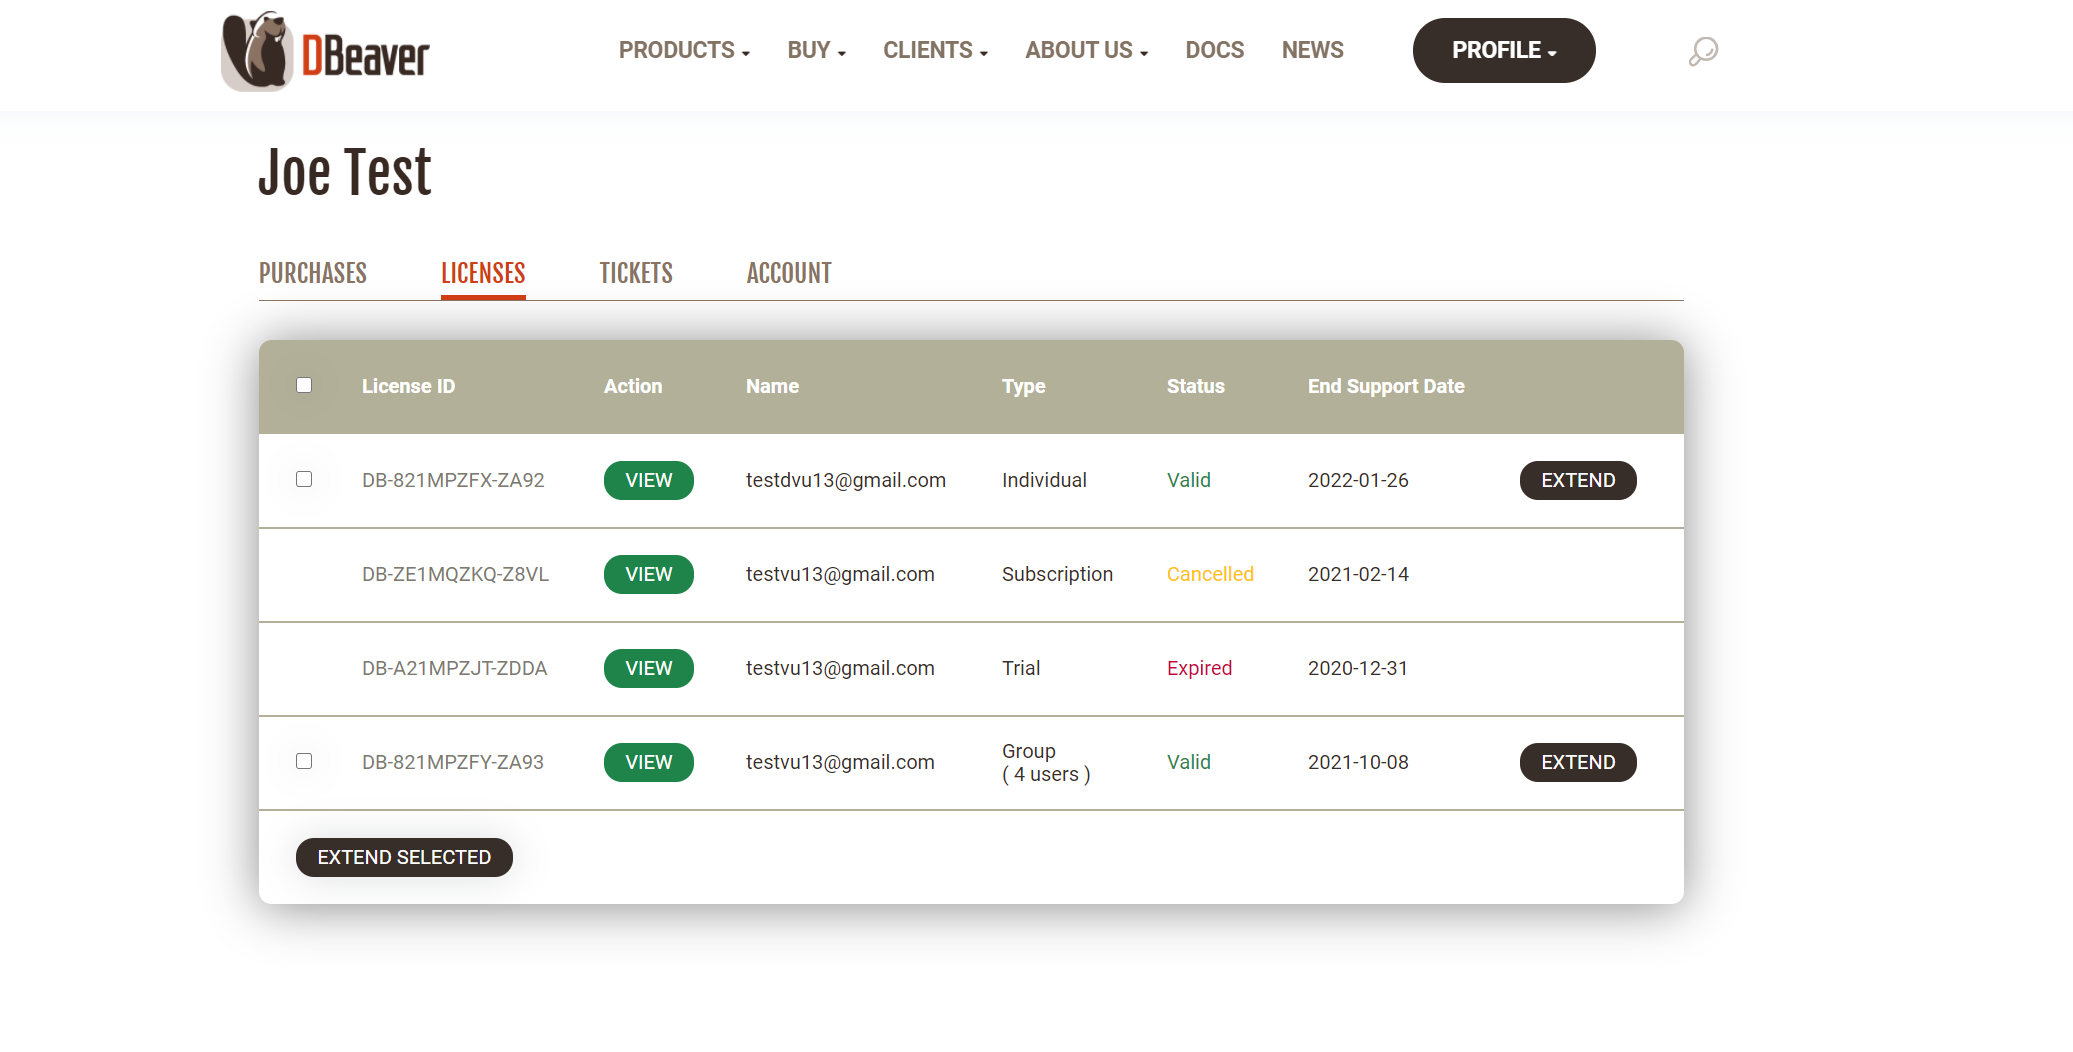 DBeaver PRODUCTS BUY CLIENTS ABOUT US DOCS NEWS PROFILE
Joe Test
PURCHASES LICENSES TICKETS ACCOUNT
License ID Action Name Type Status End Support Date
DB-821MPZFX-ZA92 VIEW testdvu13@gmail.com Individual Valid 2022-01-26 EXTEND
DB-ZE1MQZKQ-Z8VL VIEW testvu13@gmail.com Subscription Cancelled 2021-02-14
DB-A21MPZJT-ZDDA VIEW testvu13@gmail.com Trial Expired 2020-12-31
DB-821MPZFY-ZA93 VIEW testvu13@gmail.com Group
( 4 users ) Valid 2021-10-08 EXTEND
EXTEND SELECTED